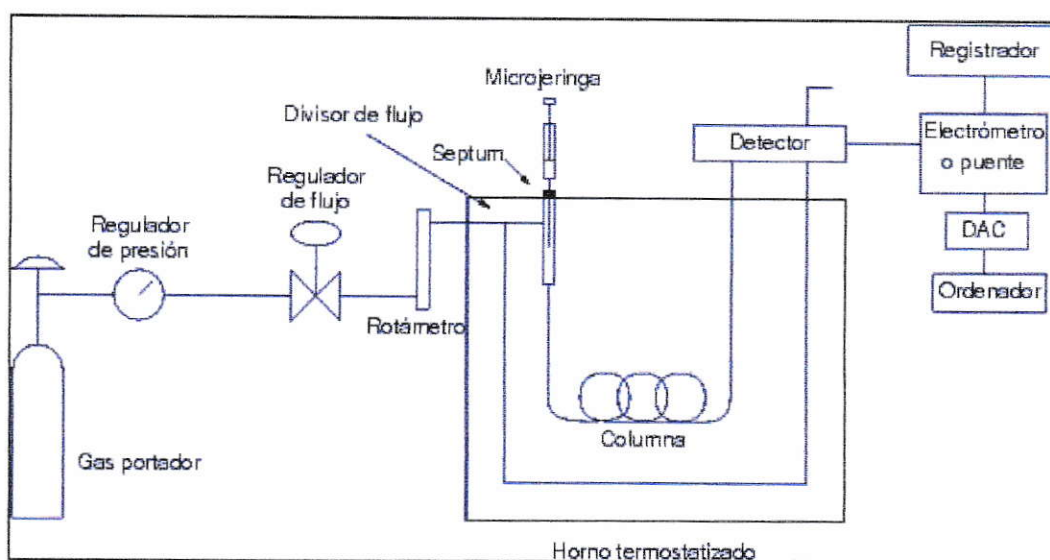 Registrador
Microjeringa
Divisor de flujo
Septum
Detector
Electrómetro
o puente
Regulador
de flujo
Regulador
de presión
DAC
Ordenador
Rotámetro
Columna
Gas portador
Horno termostatizado